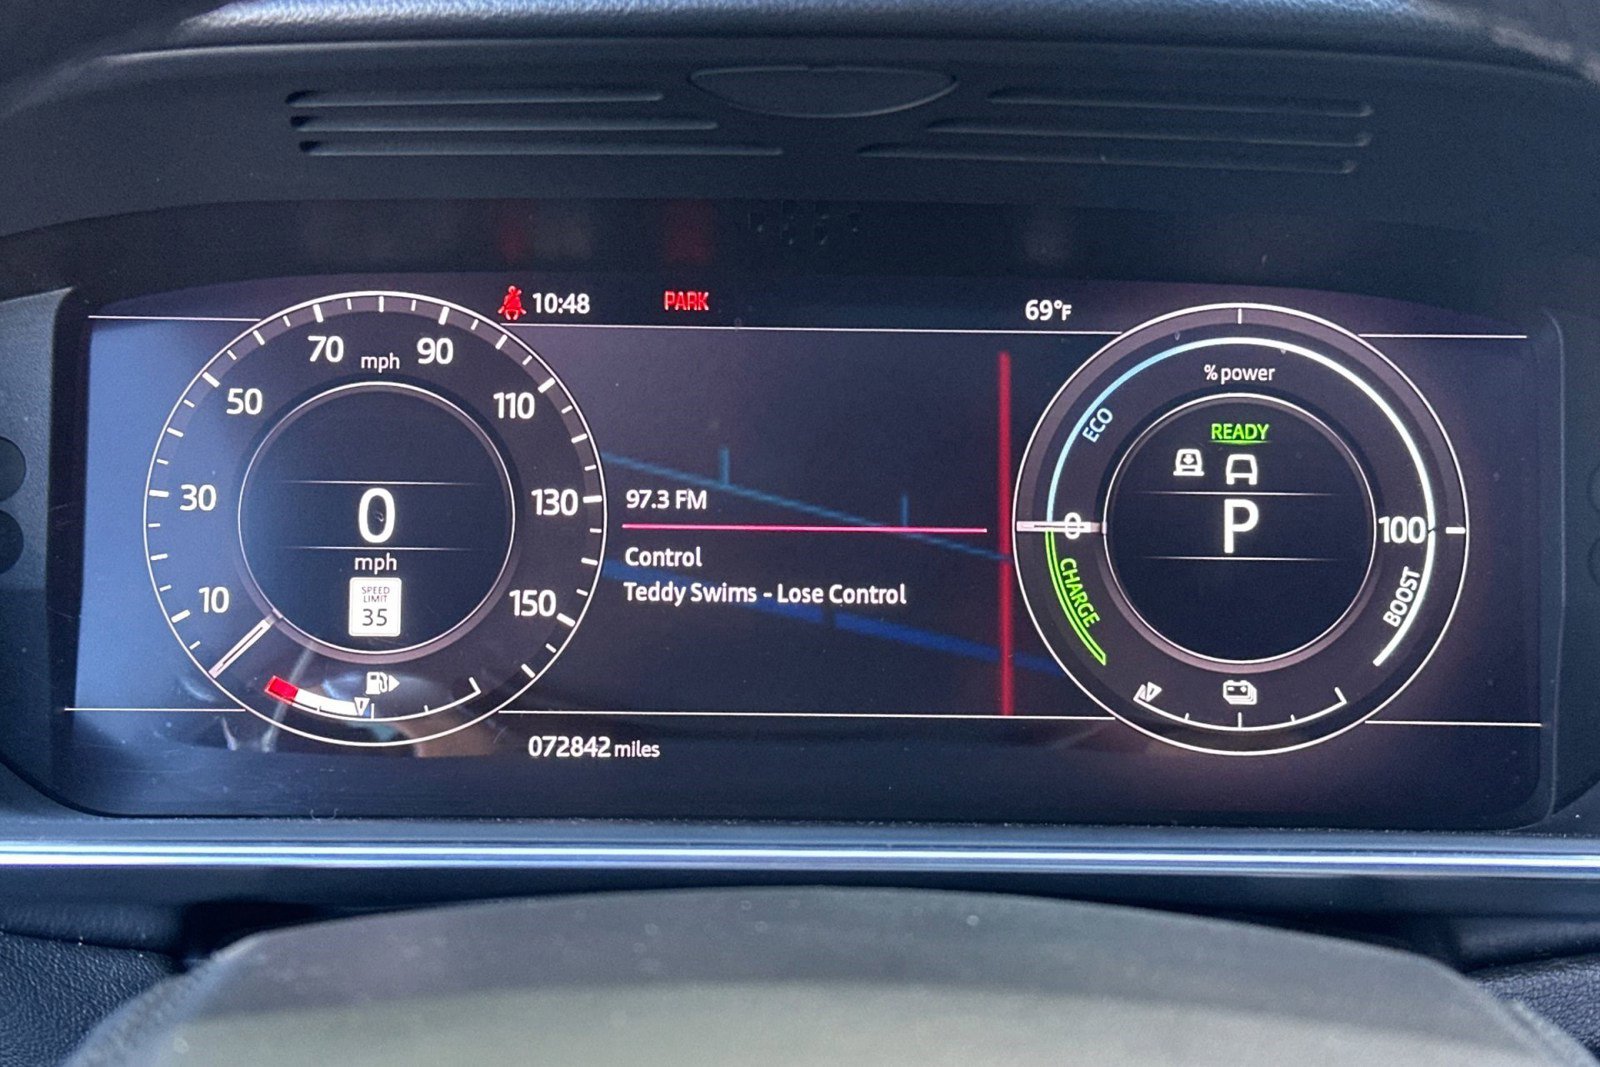 10:48
PARK
69°F
70
mph
90
50
110
30
130
10
150
0
mph
SPEED
LIMIT
35
97.3 FM
Control
Teddy Swims - Lose Control
072842 miles
% power
ECO
READY
P
0
100
CHARGE
BOOST